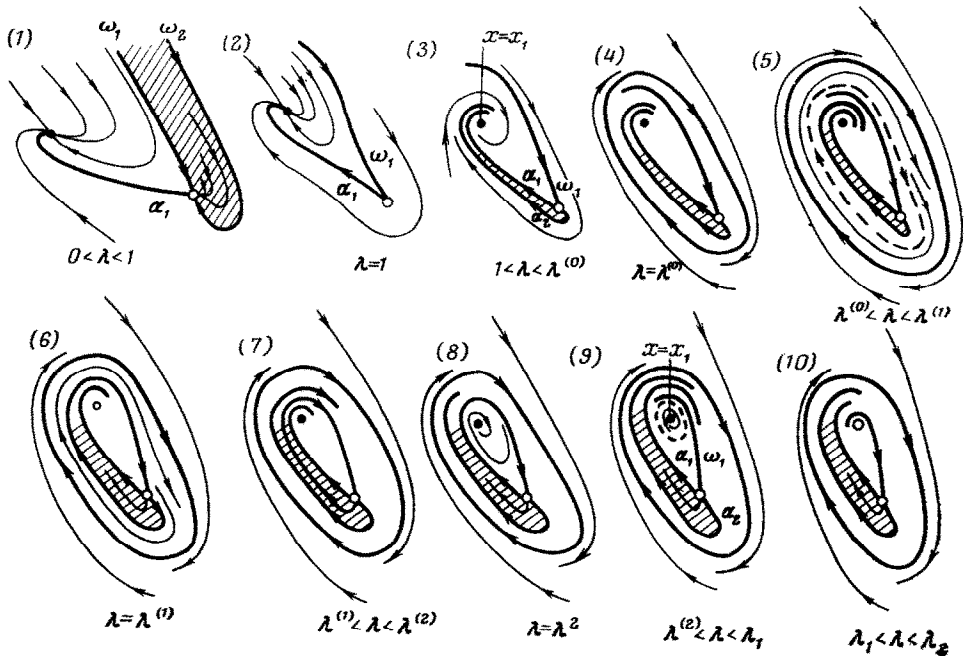 (1) ω₁ ω₂
α₁
0<λ<1
(2)
α₁ ω₁
λ=1
(3) x=x₁
α₁ ω₁
α₂
1<λ<λ⁽⁰⁾
(4)
λ=λ⁽⁰⁾
(5)
λ⁽⁰⁾<λ<λ⁽¹⁾
(6)
λ=λ⁽¹⁾
(7)
λ⁽¹⁾<λ<λ⁽²⁾
(8)
λ=λ²
(9) x=x₁
α₁ ω₁
α₂
λ⁽²⁾<λ<λ₁
(10)
λ₁<λ<λ₂